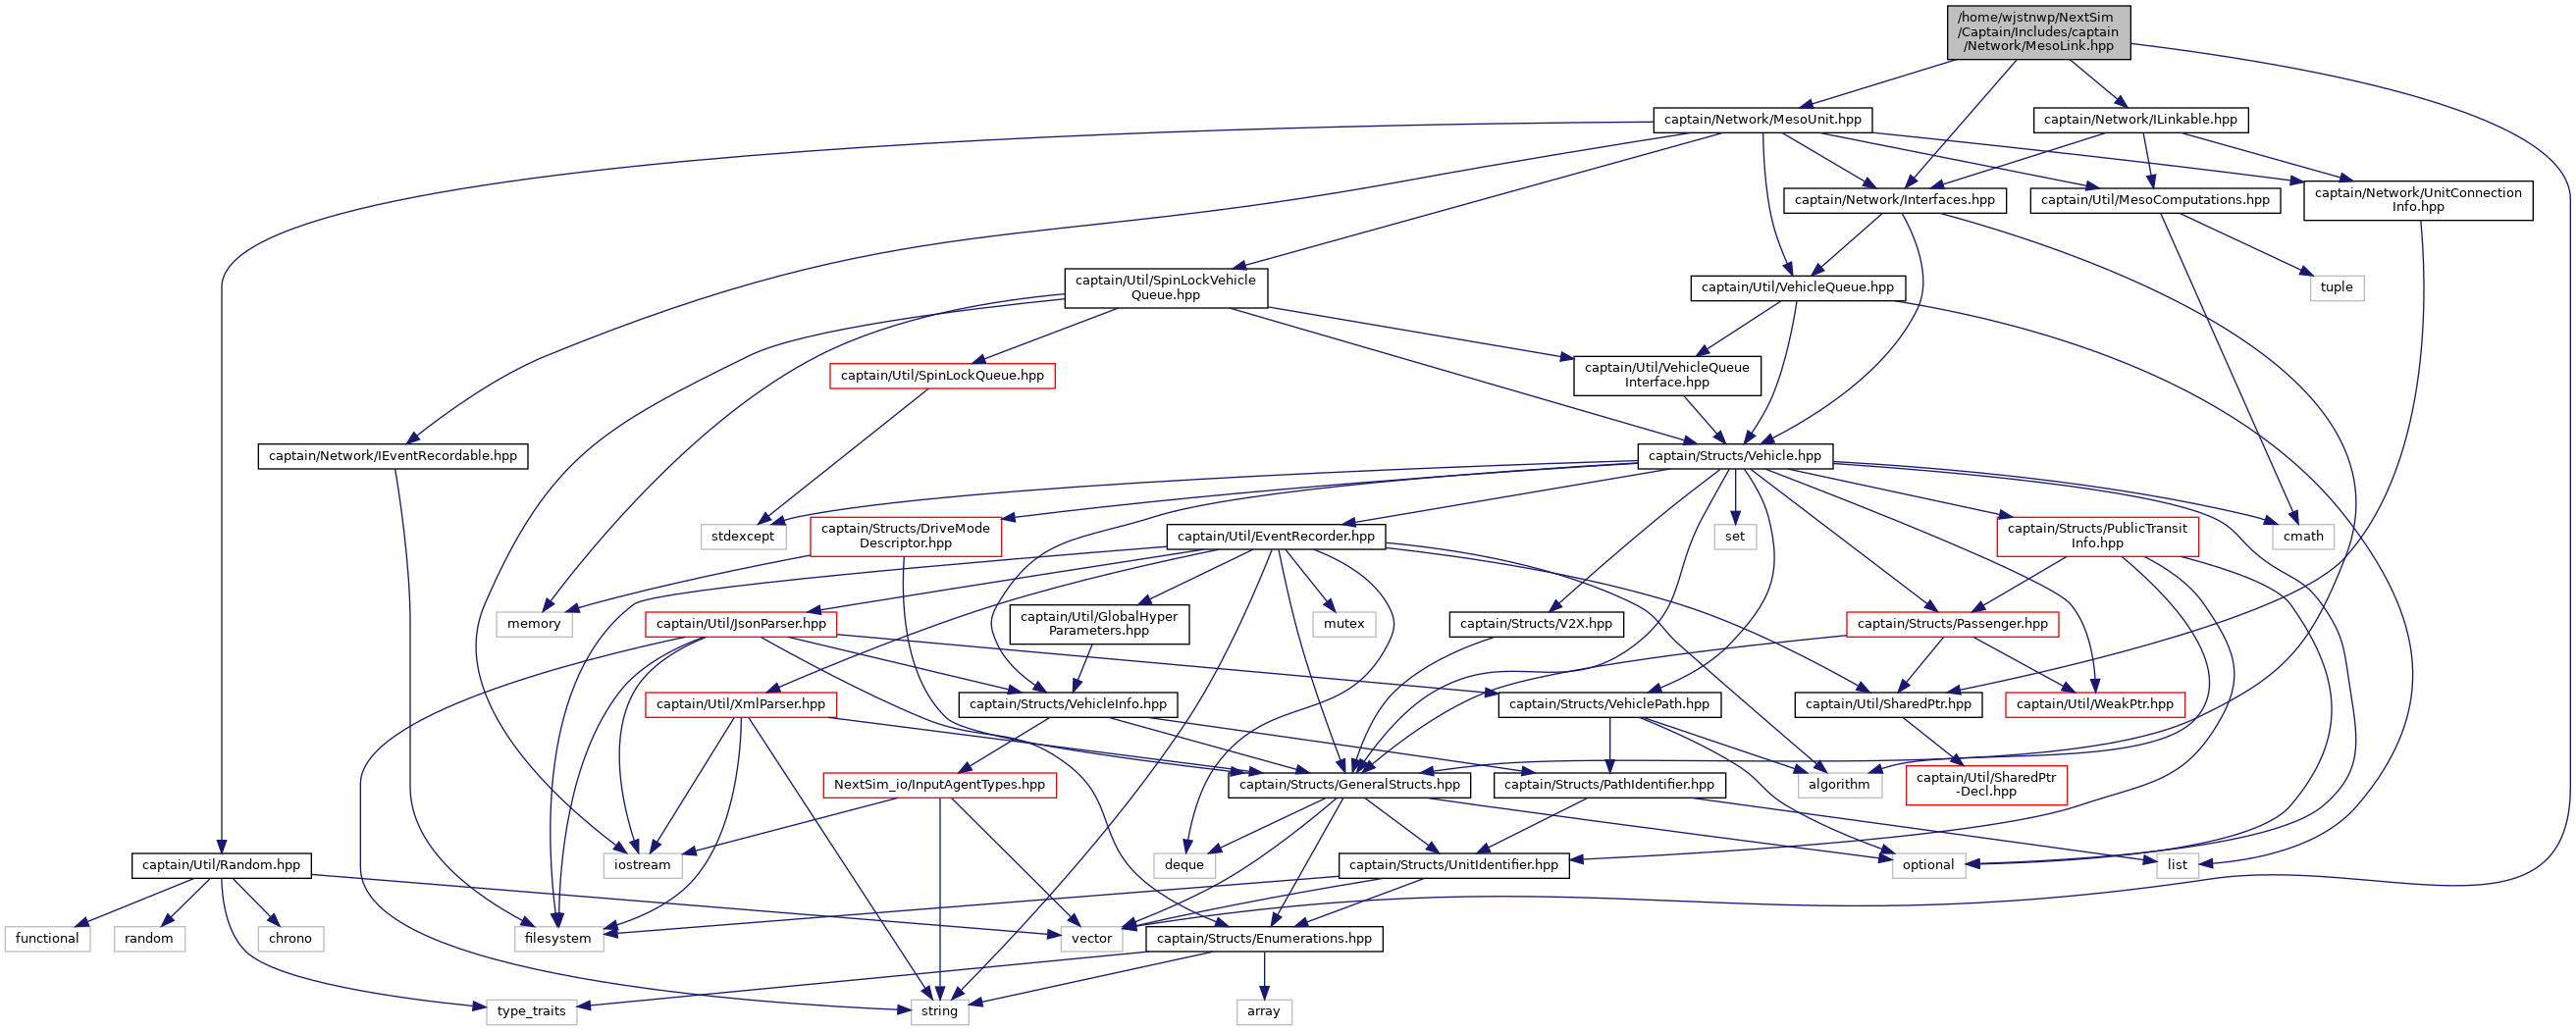 /home/wjstnwp/NextSim
/Captain/Includes/captain
/Network/MesoLink.hpp
captain/Network/MesoUnit.hpp
captain/Network/ILinkable.hpp
captain/Network/Interfaces.hpp
captain/Util/MesoComputations.hpp
captain/Network/UnitConnection
Info.hpp
captain/Util/SpinLockVehicle
Queue.hpp
captain/Util/VehicleQueue.hpp
tuple
captain/Util/SpinLockQueue.hpp
captain/Util/VehicleQueue
Interface.hpp
captain/Network/IEventRecordable.hpp
captain/Structs/Vehicle.hpp
stdexcept
captain/Structs/DriveMode
Descriptor.hpp
captain/Util/EventRecorder.hpp
set
captain/Structs/PublicTransit
Info.hpp
cmath
memory
captain/Util/JsonParser.hpp
captain/Util/GlobalHyper
Parameters.hpp
mutex
captain/Structs/V2X.hpp
captain/Structs/Passenger.hpp
captain/Util/XmlParser.hpp
captain/Structs/VehicleInfo.hpp
captain/Structs/VehiclePath.hpp
captain/Util/SharedPtr.hpp
captain/Util/WeakPtr.hpp
NextSim_io/InputAgentTypes.hpp
captain/Structs/GeneralStructs.hpp
captain/Structs/PathIdentifier.hpp
algorithm
captain/Util/SharedPtr
-Decl.hpp
captain/Util/Random.hpp
iostream
deque
captain/Structs/UnitIdentifier.hpp
optional
list
functional
random
chrono
filesystem
vector
captain/Structs/Enumerations.hpp
type_traits
string
array